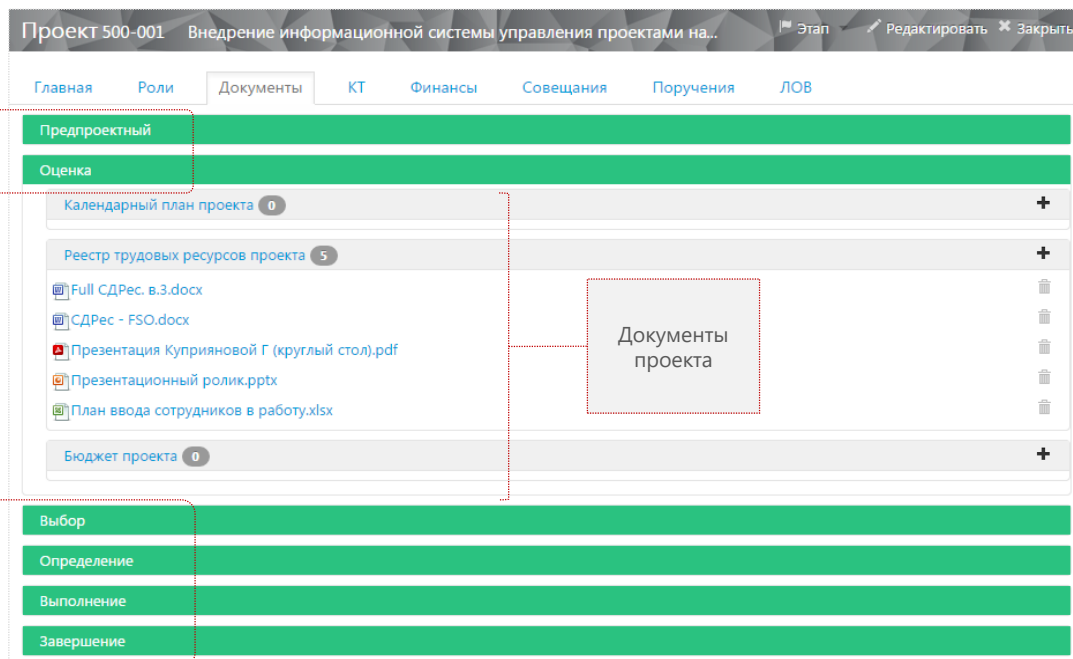 Проект 500-001 Внедрение информационной системы управления проектами на... Этап Редактировать Закрыть
Главная Роли Документы КТ Финансы Совещания Поручения ЛОВ
Предпроектный
Оценка
Календарный план проекта 0
Реестр трудовых ресурсов проекта 5
Full СДРес. в.3.docx
СДРес - FSO.docx
Презентация Куприяновой Г (круглый стол).pdf
Презентационный ролик.pptx
План ввода сотрудников в работу.xlsx
Документы
проекта
Бюджет проекта 0
Выбор
Определение
Выполнение
Завершение